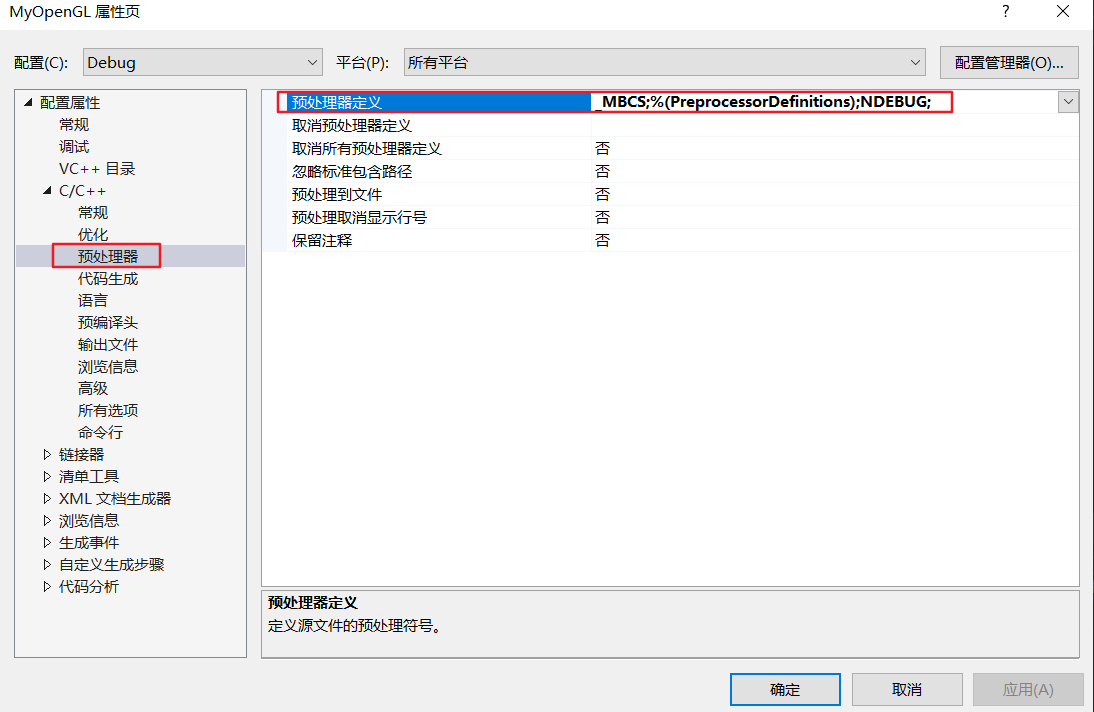 MyOpenGL 属性页
?
配置(C): Debug 平台(P): 所有平台 配置管理器(O)...
配置属性
常规
调试
VC++ 目录
C/C++
常规
优化
预处理器
代码生成
语言
预编译头
输出文件
浏览信息
高级
所有选项
命令行
链接器
清单工具
XML 文档生成器
浏览信息
生成事件
自定义生成步骤
代码分析
预处理器定义 _MBCS;%(PreprocessorDefinitions);NDEBUG;
取消预处理器定义
取消所有预处理器定义 否
忽略标准包含路径 否
预处理到文件 否
预处理取消显示行号 否
保留注释 否
预处理器定义
定义源文件的预处理符号。
确定 取消 应用(A)